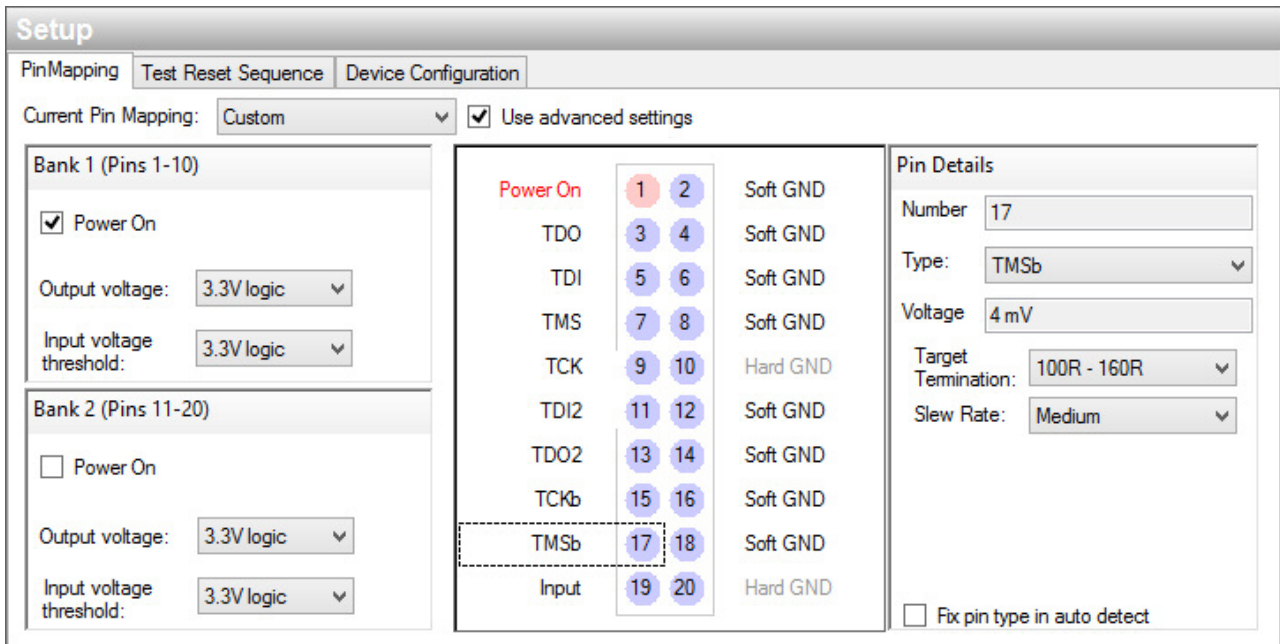 Setup
PinMapping Test Reset Sequence Device Configuration
Current Pin Mapping: Custom Use advanced settings
Bank 1 (Pins 1-10)
Power On
Output voltage: 3.3V logic
Input voltage
threshold: 3.3V logic
Bank 2 (Pins 11-20)
Power On
Output voltage: 3.3V logic
Input voltage
threshold: 3.3V logic
Power On 1 2 Soft GND
TDO 3 4 Soft GND
TDI 5 6 Soft GND
TMS 7 8 Soft GND
TCK 9 10 Hard GND
TDI2 11 12 Soft GND
TDO2 13 14 Soft GND
TCKb 15 16 Soft GND
TMSb 17 18 Soft GND
Input 19 20 Hard GND
Pin Details
Number 17
Type: TMSb
Voltage 4 mV
Target
Termination: 100R - 160R
Slew Rate: Medium
Fix pin type in auto detect